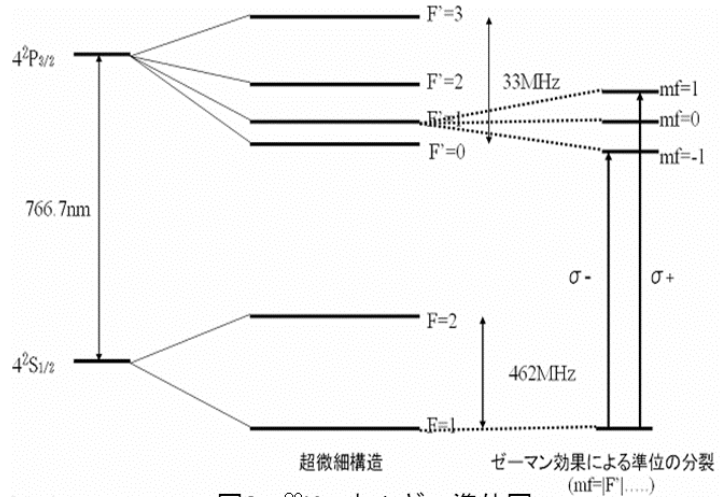 F'=3
4²P3/2
F'=2
33MHz
mf=1
F'=1
mf=0
F'=0
mf=-1
766.7nm
σ-
σ+
F=2
4²S1/2
462MHz
F=1
超微細構造
ゼーマン効果による準位の分裂
(mf=|F'|.....)